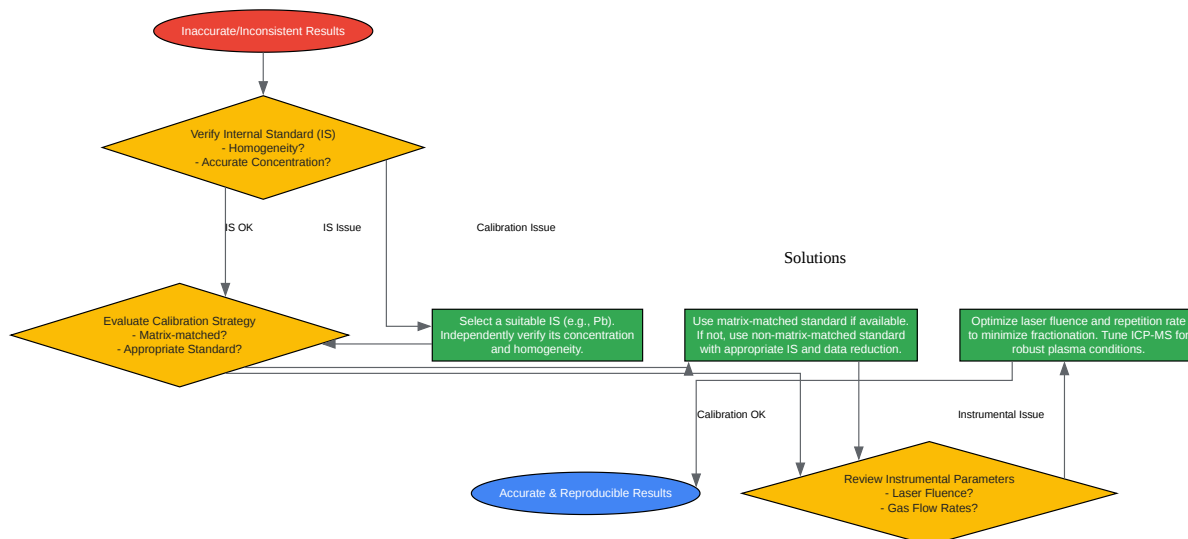 Inaccurate/Inconsistent Results
Verify Internal Standard (IS)
- Homogeneity?
- Accurate Concentration?
IS OK
IS Issue
Calibration Issue
Solutions
Evaluate Calibration Strategy
- Matrix-matched?
- Appropriate Standard?
Select a suitable IS (e.g., Pb).
Independently verify its concentration
and homogeneity.
Use matrix-matched standard if available.
If not, use non-matrix-matched standard
with appropriate IS and data reduction.
Optimize laser fluence and repetition rate
to minimize fractionation. Tune ICP-MS for
robust plasma conditions.
Calibration OK
Instrumental Issue
Accurate & Reproducible Results
Review Instrumental Parameters
- Laser Fluence?
- Gas Flow Rates?